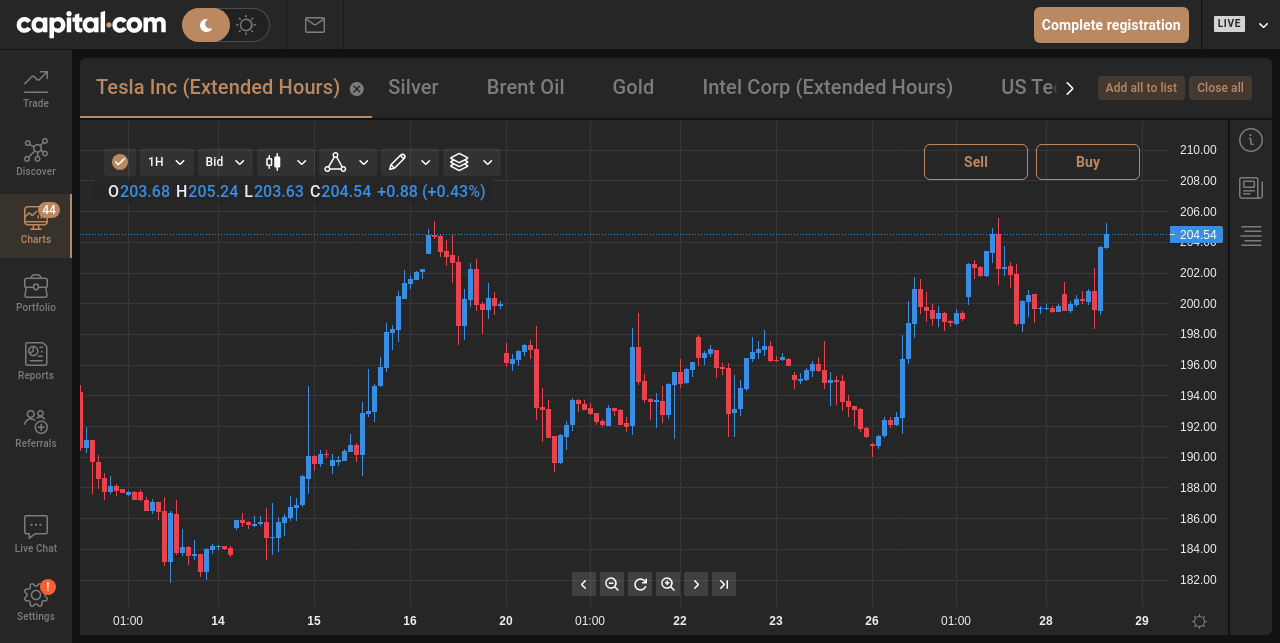 capital.com
Complete registration
LIVE
Trade
Discover
44
Charts
Portfolio
Reports
Referrals
Live Chat
!
Settings
Tesla Inc (Extended Hours)
Silver
Brent Oil
Gold
Intel Corp (Extended Hours)
US Te
Add all to list
Close all
1H
Bid
Sell
Buy
O203.68 H205.24 L203.63 C204.54 +0.88 (+0.43%)
210.00
208.00
206.00
204.54
204.00
202.00
200.00
198.00
196.00
194.00
192.00
190.00
188.00
186.00
184.00
182.00
01:00
14
15
16
20
01:00
22
23
26
01:00
28
29